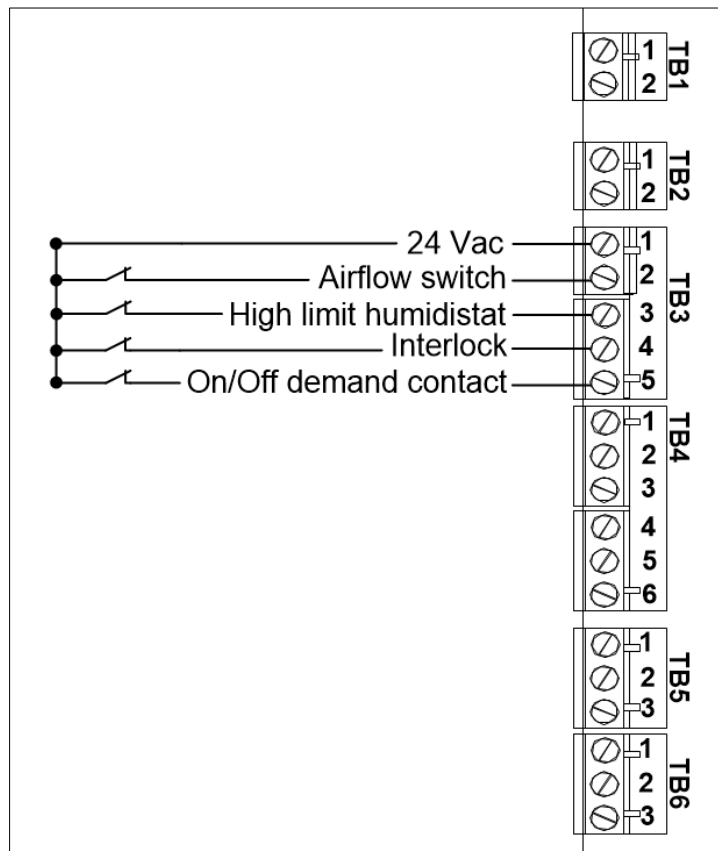 1
2
TB1
1
2
TB2
24 Vac
1
Airflow switch
2
High limit humidistat
3
Interlock
4
On/Off demand contact
5
TB3
1
2
3
4
5
6
TB4
1
2
3
TB5
1
2
3
TB6